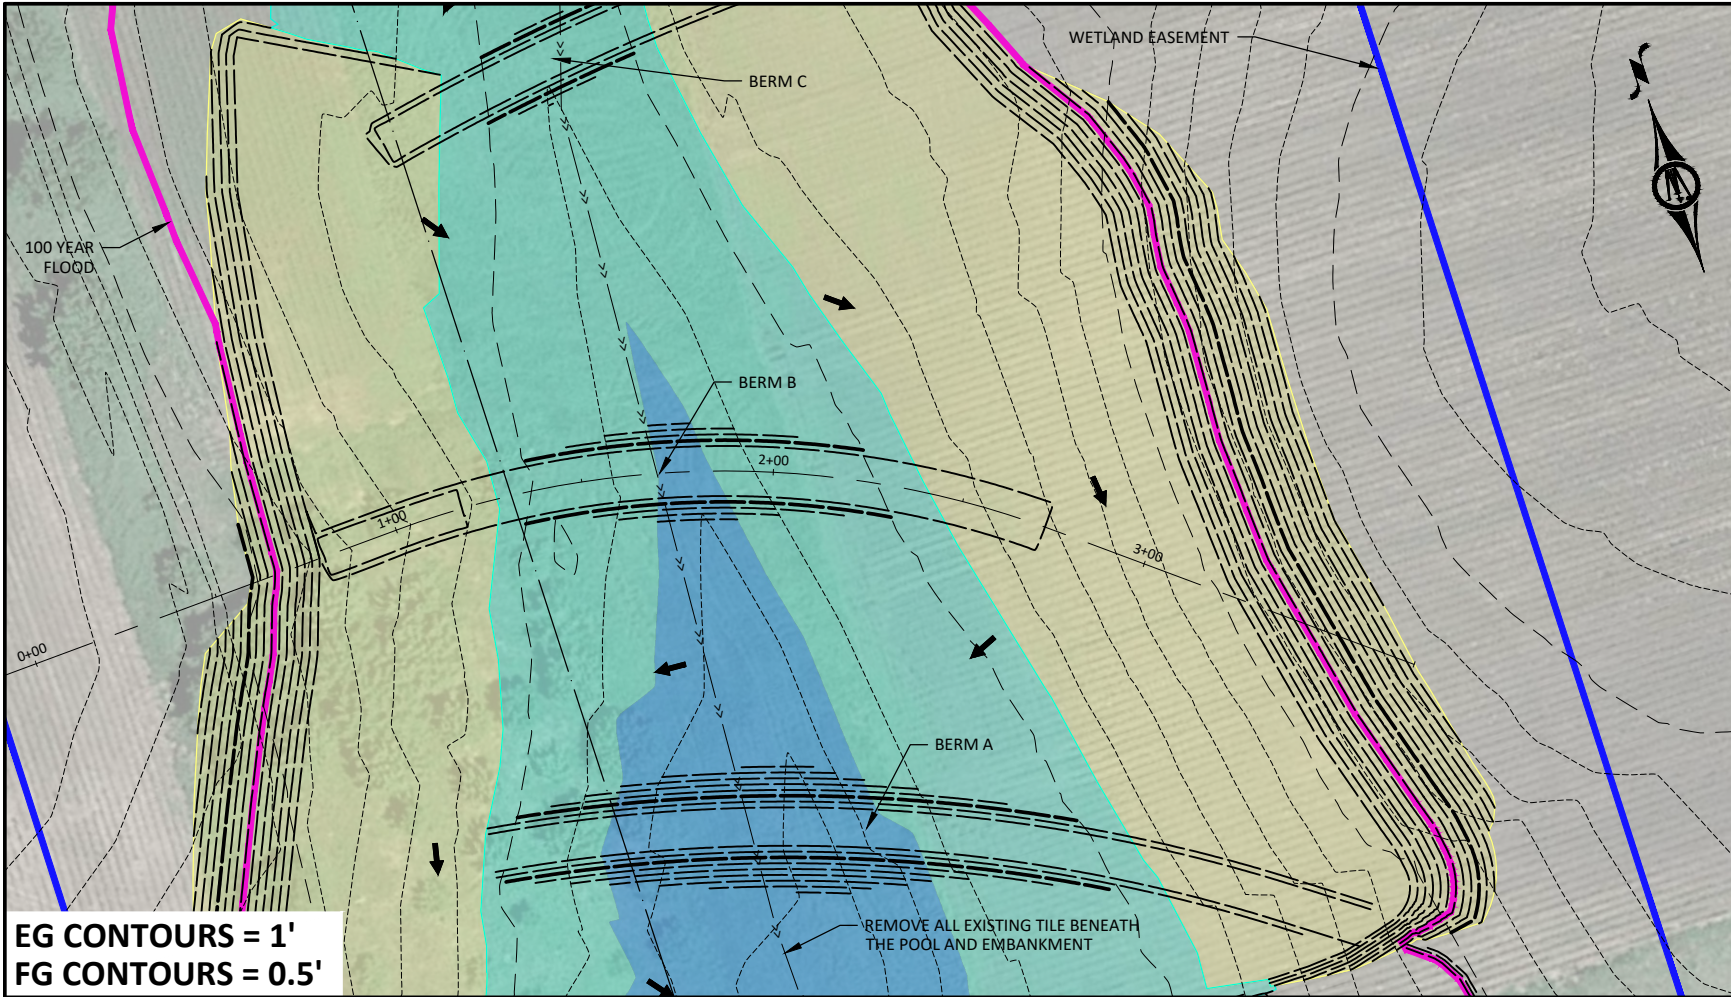 WETLAND EASEMENT
BERM C
100 YEAR
FLOOD
BERM B
2+00
1+00
3+00
0+00
BERM A
REMOVE ALL EXISTING TILE BENEATH
THE POOL AND EMBANKMENT
EG CONTOURS = 1'
FG CONTOURS = 0.5'
N